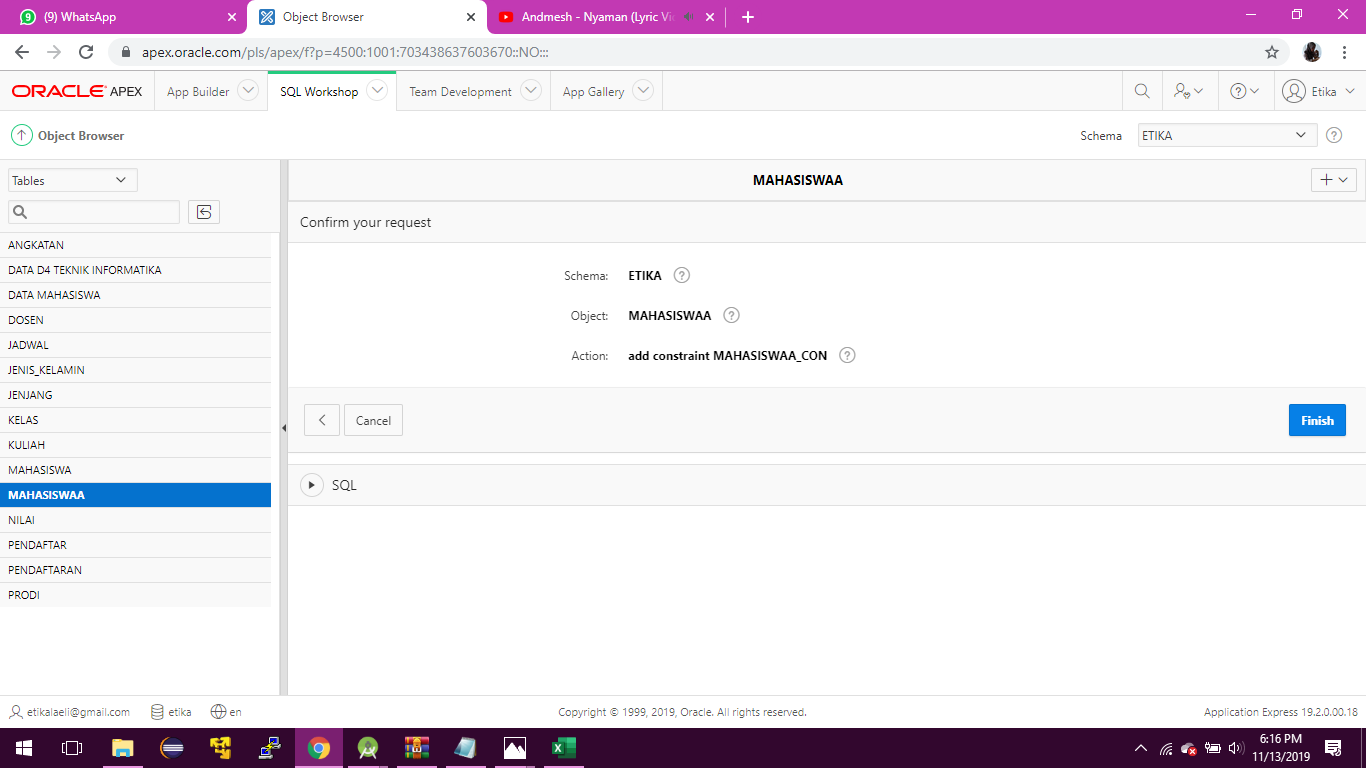 (9) WhatsApp
Object Browser
Andmesh - Nyaman (Lyric Vi
apex.oracle.com/pls/apex/f?p=4500:1001:703438637603670::NO:::
ORACLE APEX
App Builder
SQL Workshop
Team Development
App Gallery
Etika
Object Browser
Schema
ETIKA
Tables
MAHASISWAA
Confirm your request
ANGKATAN
DATA D4 TEKNIK INFORMATIKA
DATA MAHASISWA
DOSEN
JADWAL
JENIS_KELAMIN
JENJANG
KELAS
KULIAH
MAHASISWA
MAHASISWAA
NILAI
PENDAFTAR
PENDAFTARAN
PRODI
Schema: ETIKA
Object: MAHASISWAA
Action: add constraint MAHASISWAA_CON
Cancel
Finish
SQL
etikalaeli@gmail.com
etika
en
Copyright © 1999, 2019, Oracle. All rights reserved.
Application Express 19.2.0.00.18
6:16 PM
11/13/2019